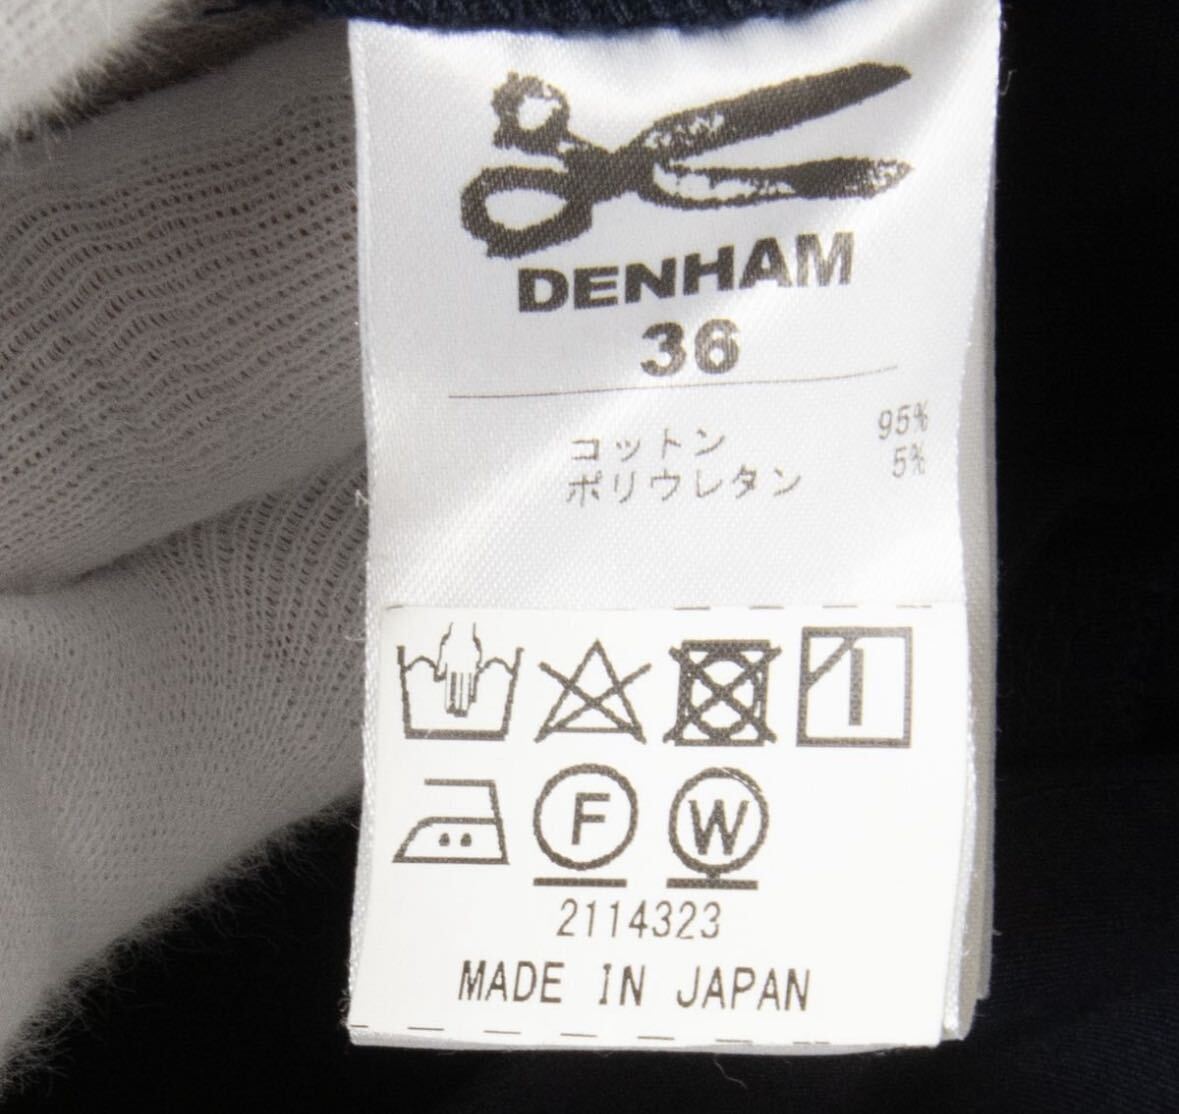 DENHAM
36
コットン 95%
ポリウレタン 5%
F W
2114323
MADE IN JAPAN